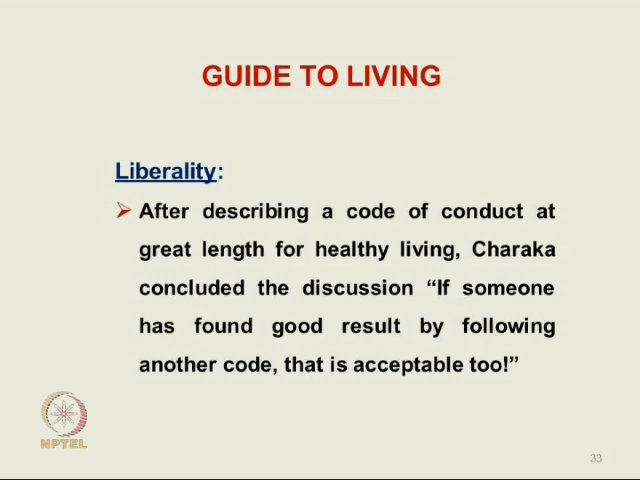 GUIDE TO LIVING
Liberality:
After describing a code of conduct at
great length for healthy living, Charaka
concluded the discussion “If someone
has found good result by following
another code, that is acceptable too!”
NPTEL
33